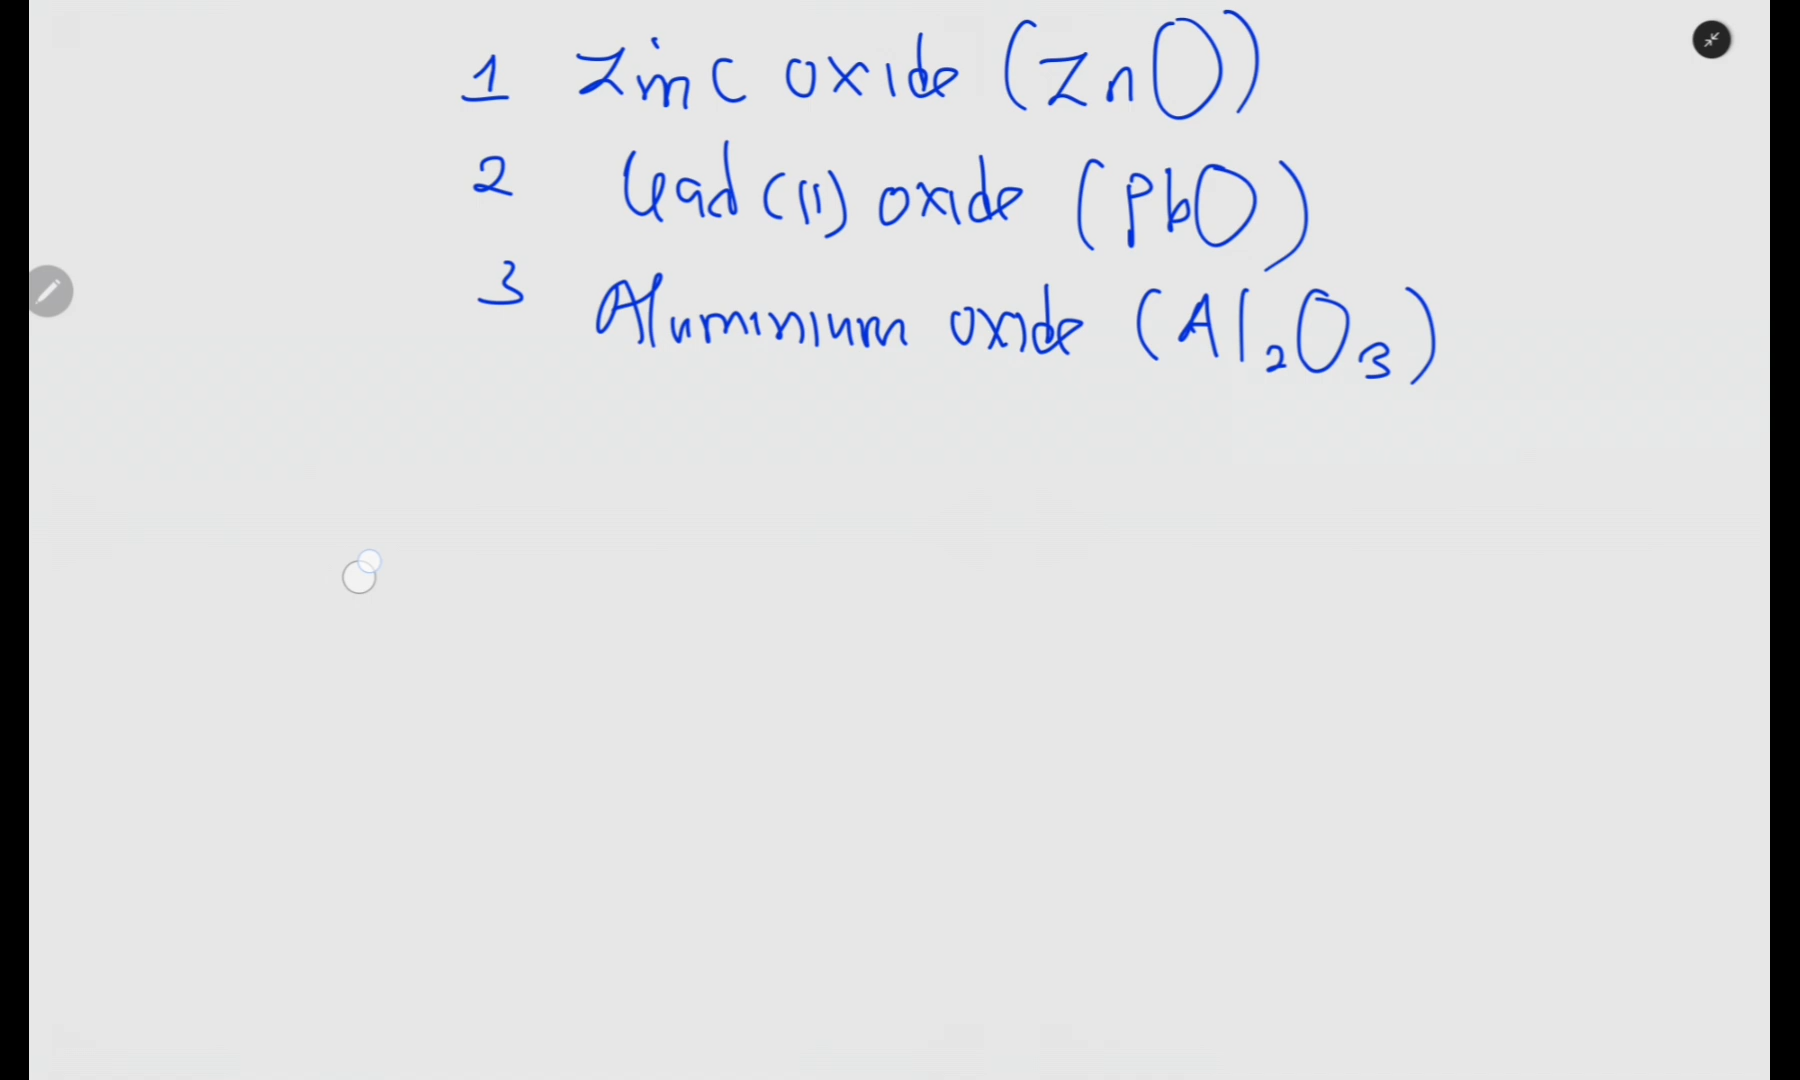 1 Zinc oxide (ZnO)
2 Lead (II) oxide (PbO)
3 Aluminium oxide (Al₂O₃)